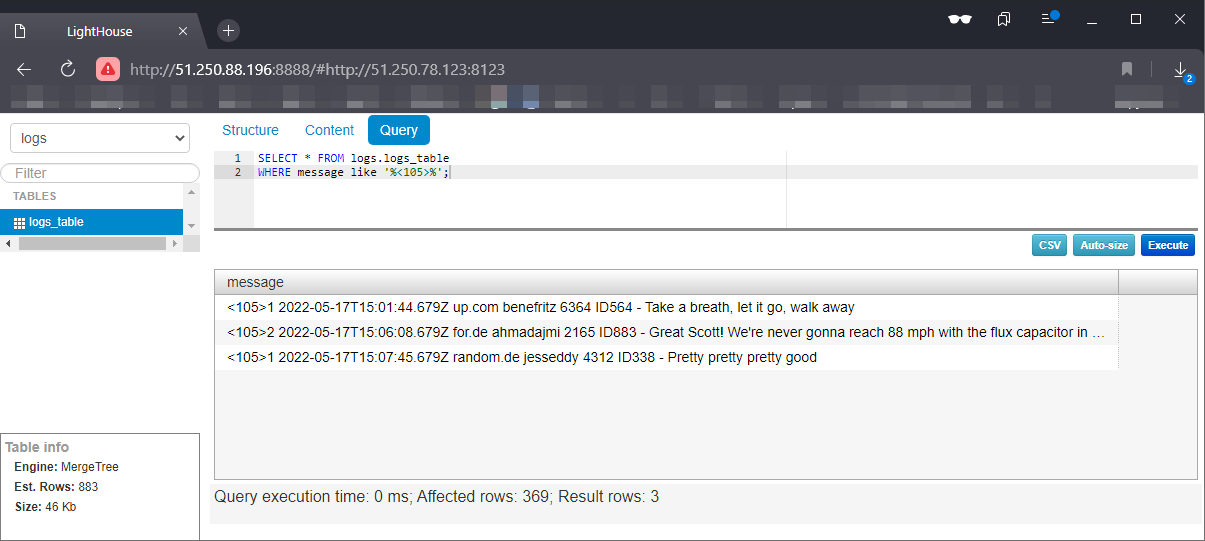 LightHouse
http://51.250.88.196:8888/#http://51.250.78.123:8123
2
logs
Structure
Content
Query
Filter
TABLES
logs_table
1 SELECT * FROM logs.logs_table
2 WHERE message like '%<105>%';
CSV
Auto-size
Execute
message
<105>1 2022-05-17T15:01:44.679Z up.com benefritz 6364 ID564 - Take a breath, let it go, walk away
<105>2 2022-05-17T15:06:08.679Z for.de ahmadajmi 2165 ID883 - Great Scott! We're never gonna reach 88 mph with the flux capacitor in …
<105>1 2022-05-17T15:07:45.679Z random.de jesseddy 4312 ID338 - Pretty pretty pretty good
Table info
Engine: MergeTree
Est. Rows: 883
Size: 46 Kb
Query execution time: 0 ms; Affected rows: 369; Result rows: 3